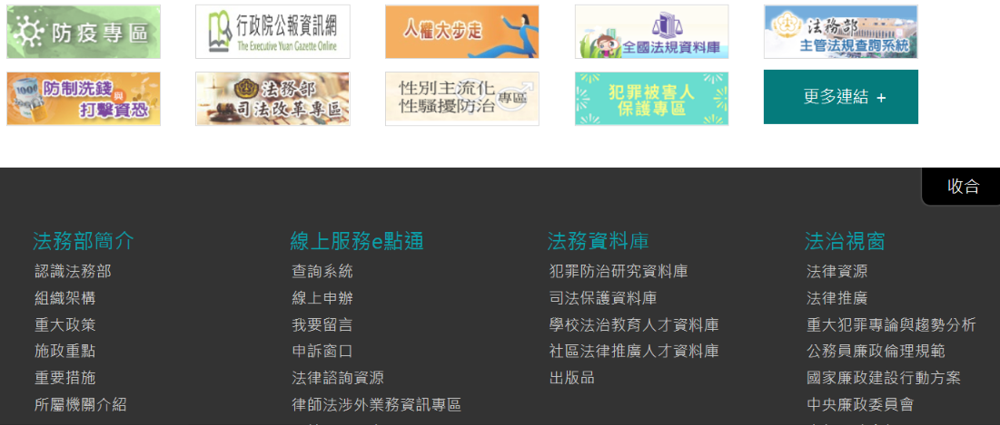 防疫專區
行政院公報資訊網
The Executive Yuan Gazette Online
人權大步走
全國法規資料庫
法務部
主管法規查詢系統
防制洗錢與
打擊資恐
法務部
司法改革專區
性別主流化
性騷擾防治 專區
犯罪被害人
保護專區
更多連結 +
收合
法務部簡介
認識法務部
組織架構
重大政策
施政重點
重要措施
所屬機關介紹
線上服務e點通
查詢系統
線上申辦
我要留言
申訴窗口
法律諮詢資源
律師法涉外業務資訊專區
法務資料庫
犯罪防治研究資料庫
司法保護資料庫
學校法治教育人才資料庫
社區法律推廣人才資料庫
出版品
法治視窗
法律資源
法律推廣
重大犯罪專論與趨勢分析
公務員廉政倫理規範
國家廉政建設行動方案
中央廉政委員會